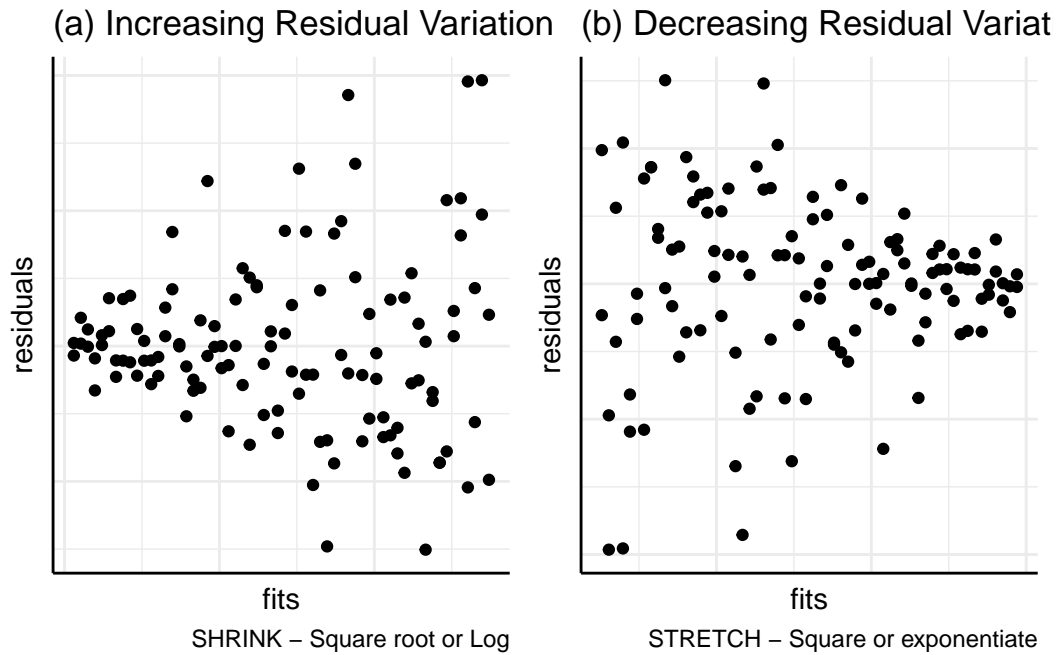 (a) Increasing Residual Variation
residuals
fits
SHRINK − Square root or Log
(b) Decreasing Residual Variat
residuals
fits
STRETCH − Square or exponentiate